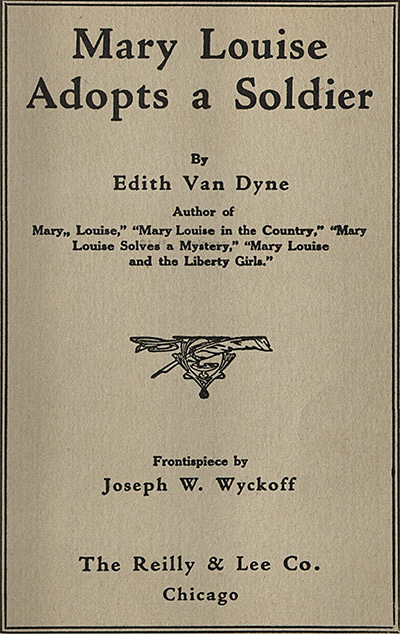 Mary Louise
Adopts a Soldier
By
Edith Van Dyne
Author of
Mary„ Louise,” “Mary Louise in the Country,” “Mary
Louise Solves a Mystery,” “Mary Louise
and the Liberty Girls.”
Frontispiece by
Joseph W. Wyckoff
The Reilly & Lee Co.
Chicago